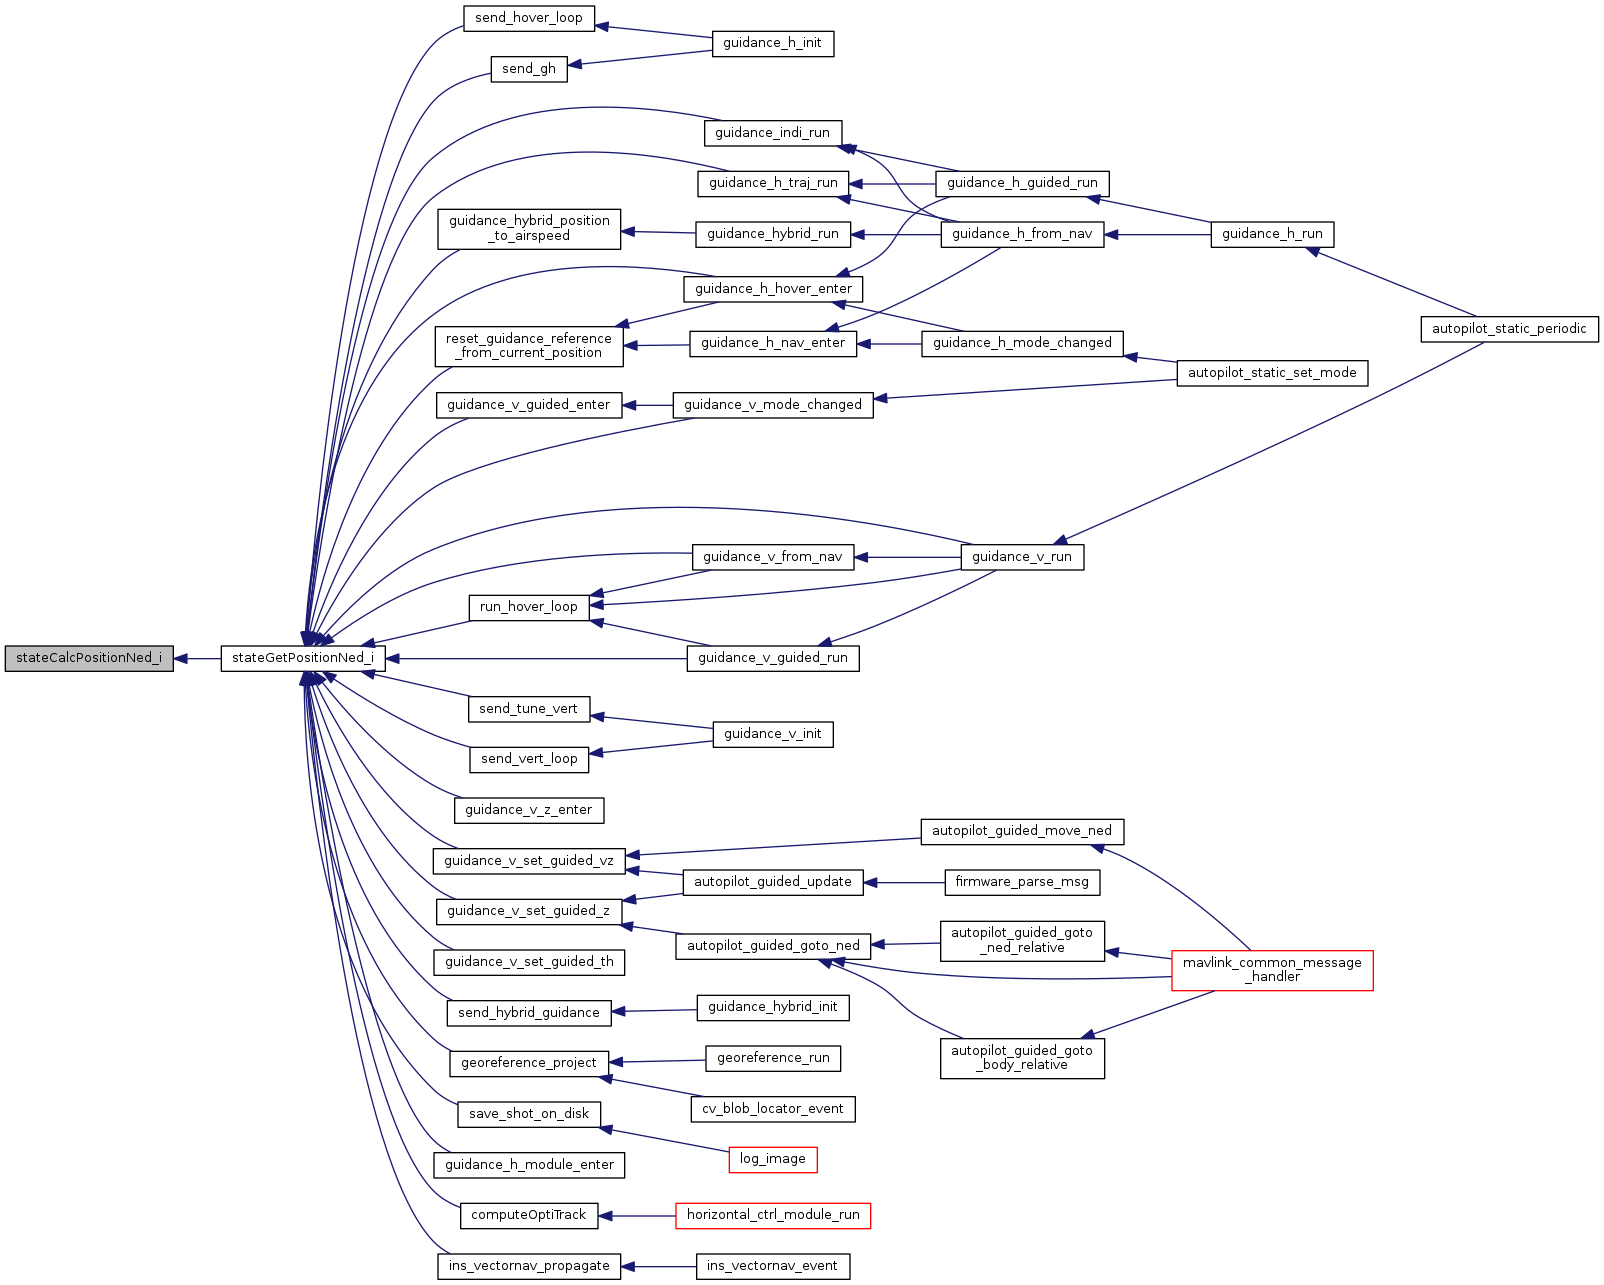 send_hover_loop
guidance_h_init
send_gh
guidance_indi_run
guidance_h_traj_run
guidance_h_guided_run
guidance_hybrid_position
_to_airspeed
guidance_hybrid_run
guidance_h_from_nav
guidance_h_run
guidance_h_hover_enter
autopilot_static_periodic
reset_guidance_reference
_from_current_position
guidance_h_nav_enter
guidance_h_mode_changed
autopilot_static_set_mode
guidance_v_guided_enter
guidance_v_mode_changed
guidance_v_from_nav
guidance_v_run
run_hover_loop
stateCalcPositionNed_i
stateGetPositionNed_i
guidance_v_guided_run
send_tune_vert
guidance_v_init
send_vert_loop
guidance_v_z_enter
autopilot_guided_move_ned
guidance_v_set_guided_vz
autopilot_guided_update
firmware_parse_msg
guidance_v_set_guided_z
autopilot_guided_goto_ned
autopilot_guided_goto
_ned_relative
guidance_v_set_guided_th
mavlink_common_message
_handler
send_hybrid_guidance
guidance_hybrid_init
georeference_project
georeference_run
autopilot_guided_goto
_body_relative
save_shot_on_disk
cv_blob_locator_event
log_image
guidance_h_module_enter
computeOptiTrack
horizontal_ctrl_module_run
ins_vectornav_propagate
ins_vectornav_event